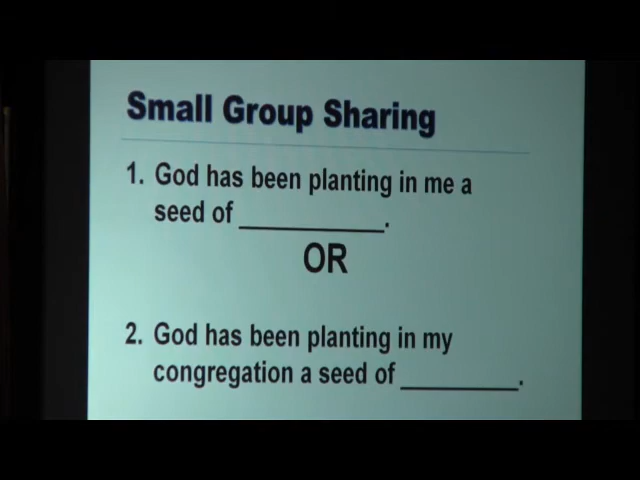 Small Group Sharing
1. God has been planting in me a
seed of __________.
OR
2. God has been planting in my
congregation a seed of ________.